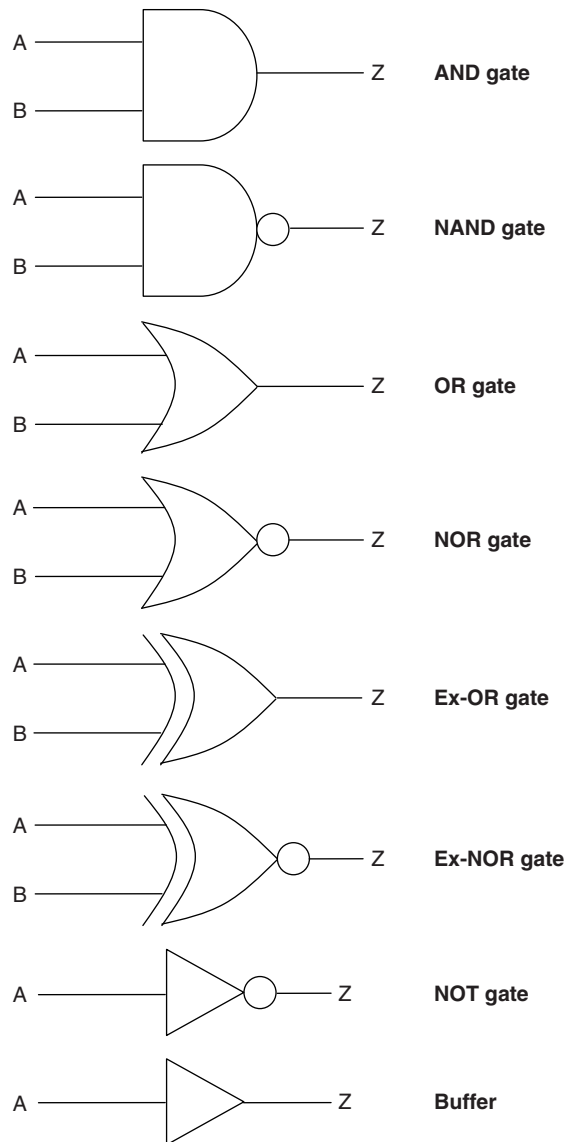 A
Z AND gate
B
A
Z NAND gate
B
A
Z OR gate
B
A
Z NOR gate
B
A
Z Ex-OR gate
B
A
Z Ex-NOR gate
B
A Z NOT gate
A Z Buffer